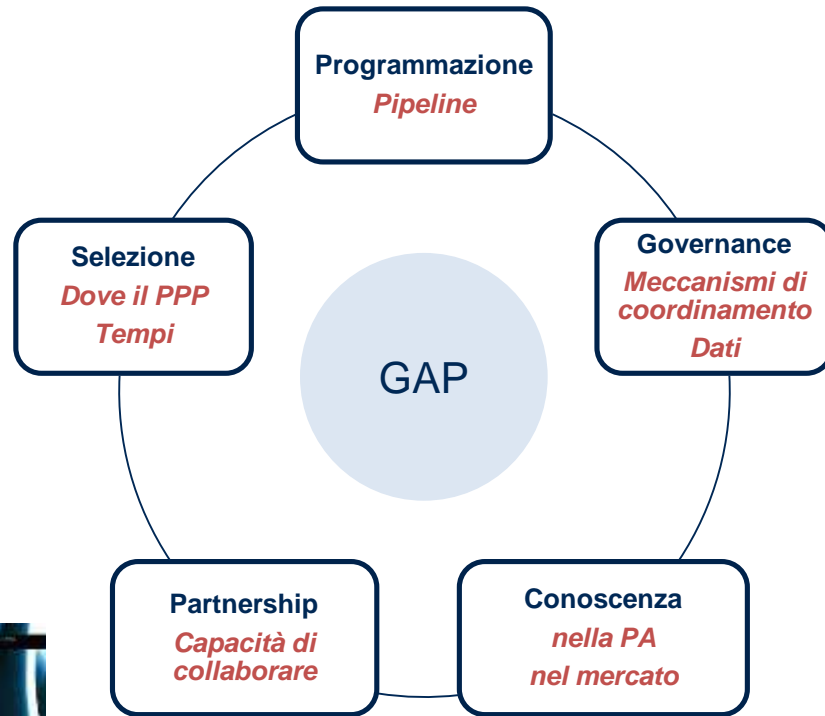 Programmazione
Pipeline
Selezione
Dove il PPP
Tempi
Governance
Meccanismi di
coordinamento
Dati
GAP
Partnership
Capacità di
collaborare
Conoscenza
nella PA
nel mercato